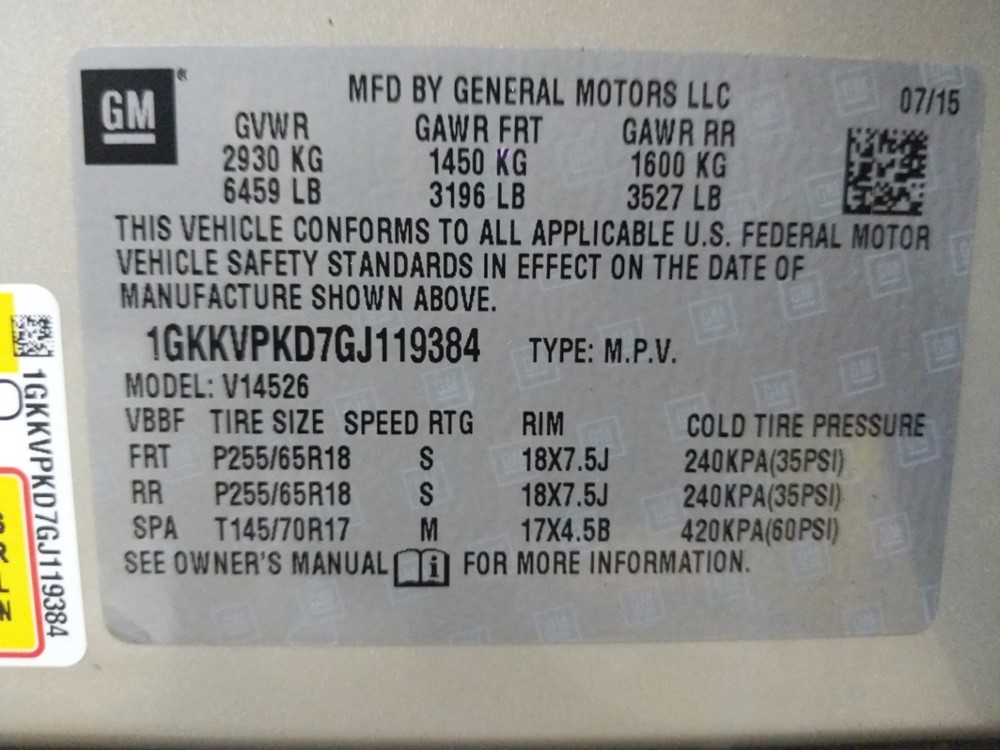 GM®
MFD BY GENERAL MOTORS LLC 07/15
GVWR GAWR FRT GAWR RR
2930 KG 1450 KG 1600 KG
6459 LB 3196 LB 3527 LB
THIS VEHICLE CONFORMS TO ALL APPLICABLE U.S. FEDERAL MOTOR
VEHICLE SAFETY STANDARDS IN EFFECT ON THE DATE OF
MANUFACTURE SHOWN ABOVE.
1GKKVPKD7GJ119384 TYPE: M.P.V.
MODEL: V14526
VBBF TIRE SIZE SPEED RTG RIM COLD TIRE PRESSURE
FRT P255/65R18 S 18X7.5J 240KPA(35PSI)
RR P255/65R18 S 18X7.5J 240KPA(35PSI)
SPA T145/70R17 M 17X4.5B 420KPA(60PSI)
SEE OWNER'S MANUAL i FOR MORE INFORMATION.
1GKKVPKD7GJ119384